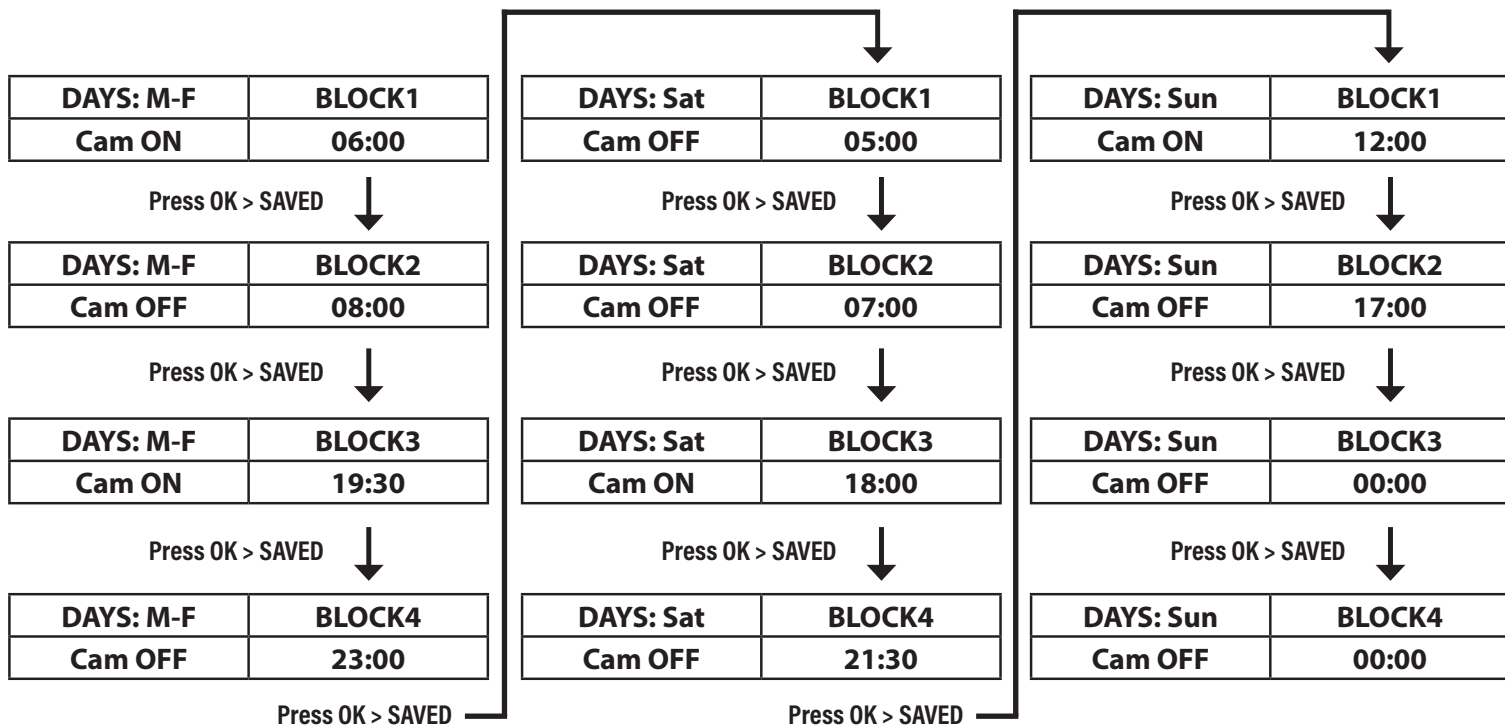 DAYS: M-F BLOCK1
Cam ON 06:00
Press OK > SAVED
DAYS: M-F BLOCK2
Cam OFF 08:00
Press OK > SAVED
DAYS: M-F BLOCK3
Cam ON 19:30
Press OK > SAVED
DAYS: M-F BLOCK4
Cam OFF 23:00
Press OK > SAVED
DAYS: Sat BLOCK1
Cam OFF 05:00
Press OK > SAVED
DAYS: Sat BLOCK2
Cam OFF 07:00
Press OK > SAVED
DAYS: Sat BLOCK3
Cam ON 18:00
Press OK > SAVED
DAYS: Sat BLOCK4
Cam OFF 21:30
Press OK > SAVED
DAYS: Sun BLOCK1
Cam ON 12:00
Press OK > SAVED
DAYS: Sun BLOCK2
Cam OFF 17:00
Press OK > SAVED
DAYS: Sun BLOCK3
Cam OFF 00:00
Press OK > SAVED
DAYS: Sun BLOCK4
Cam OFF 00:00